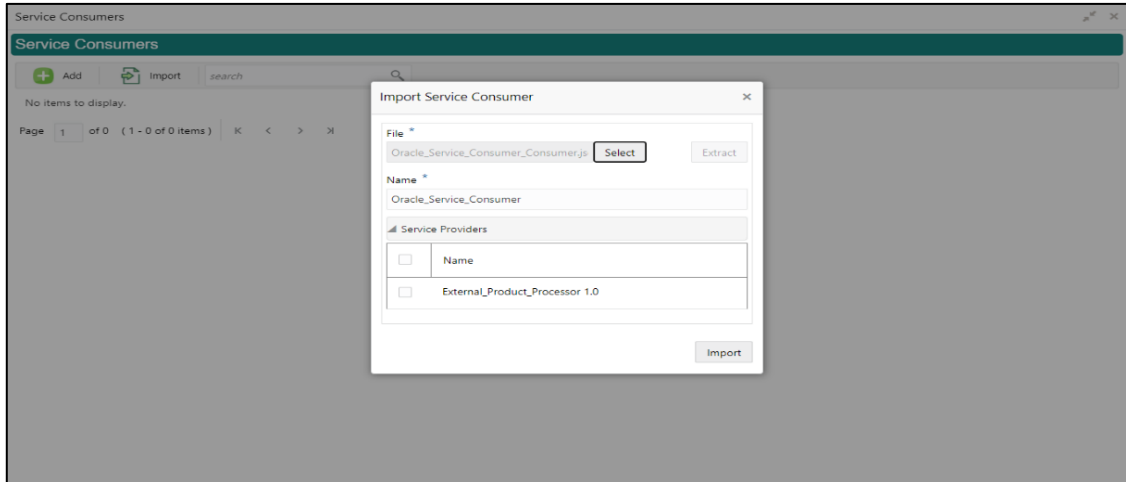 Service Consumers
Service Consumers
Add Import search
No items to display.
Page 1 of 0 ( 1 - 0 of 0 items )
Import Service Consumer
File *
Oracle_Service_Consumer_Consumer.js Select Extract
Name *
Oracle_Service_Consumer
Service Providers
Name
External_Product_Processor 1.0
Import